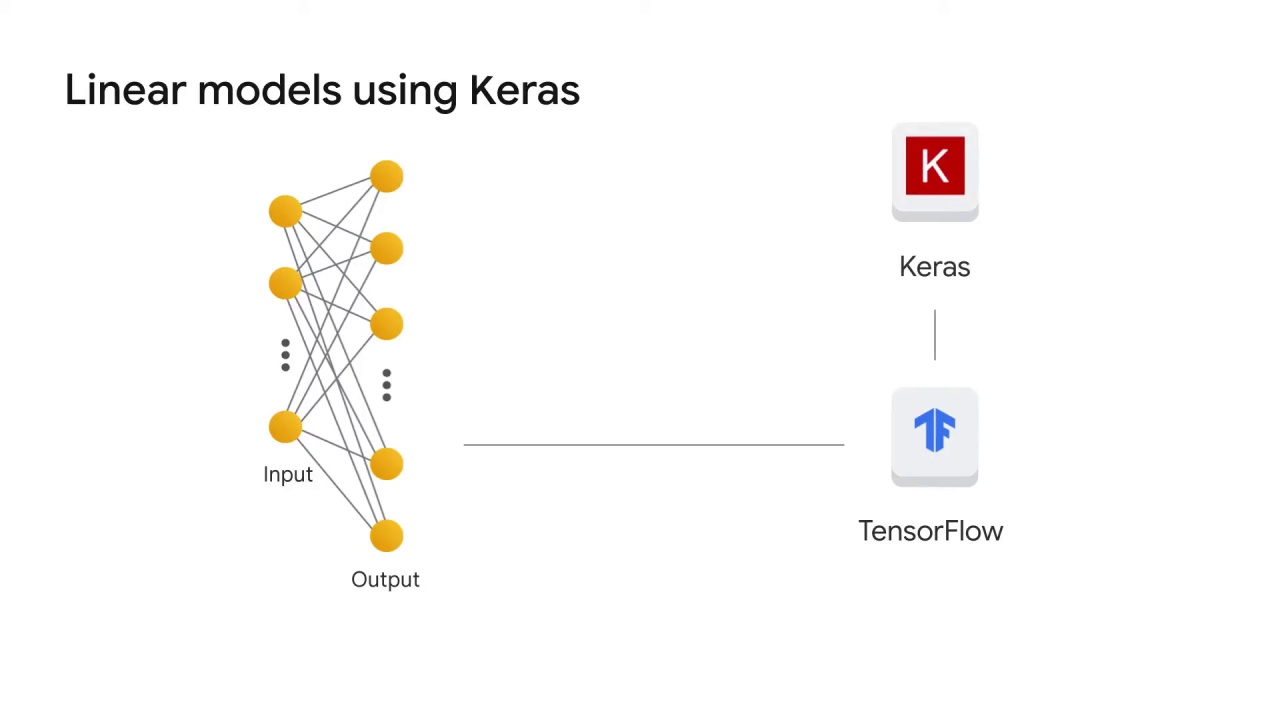 Linear models using Keras
K
Keras
Input
TensorFlow
Output